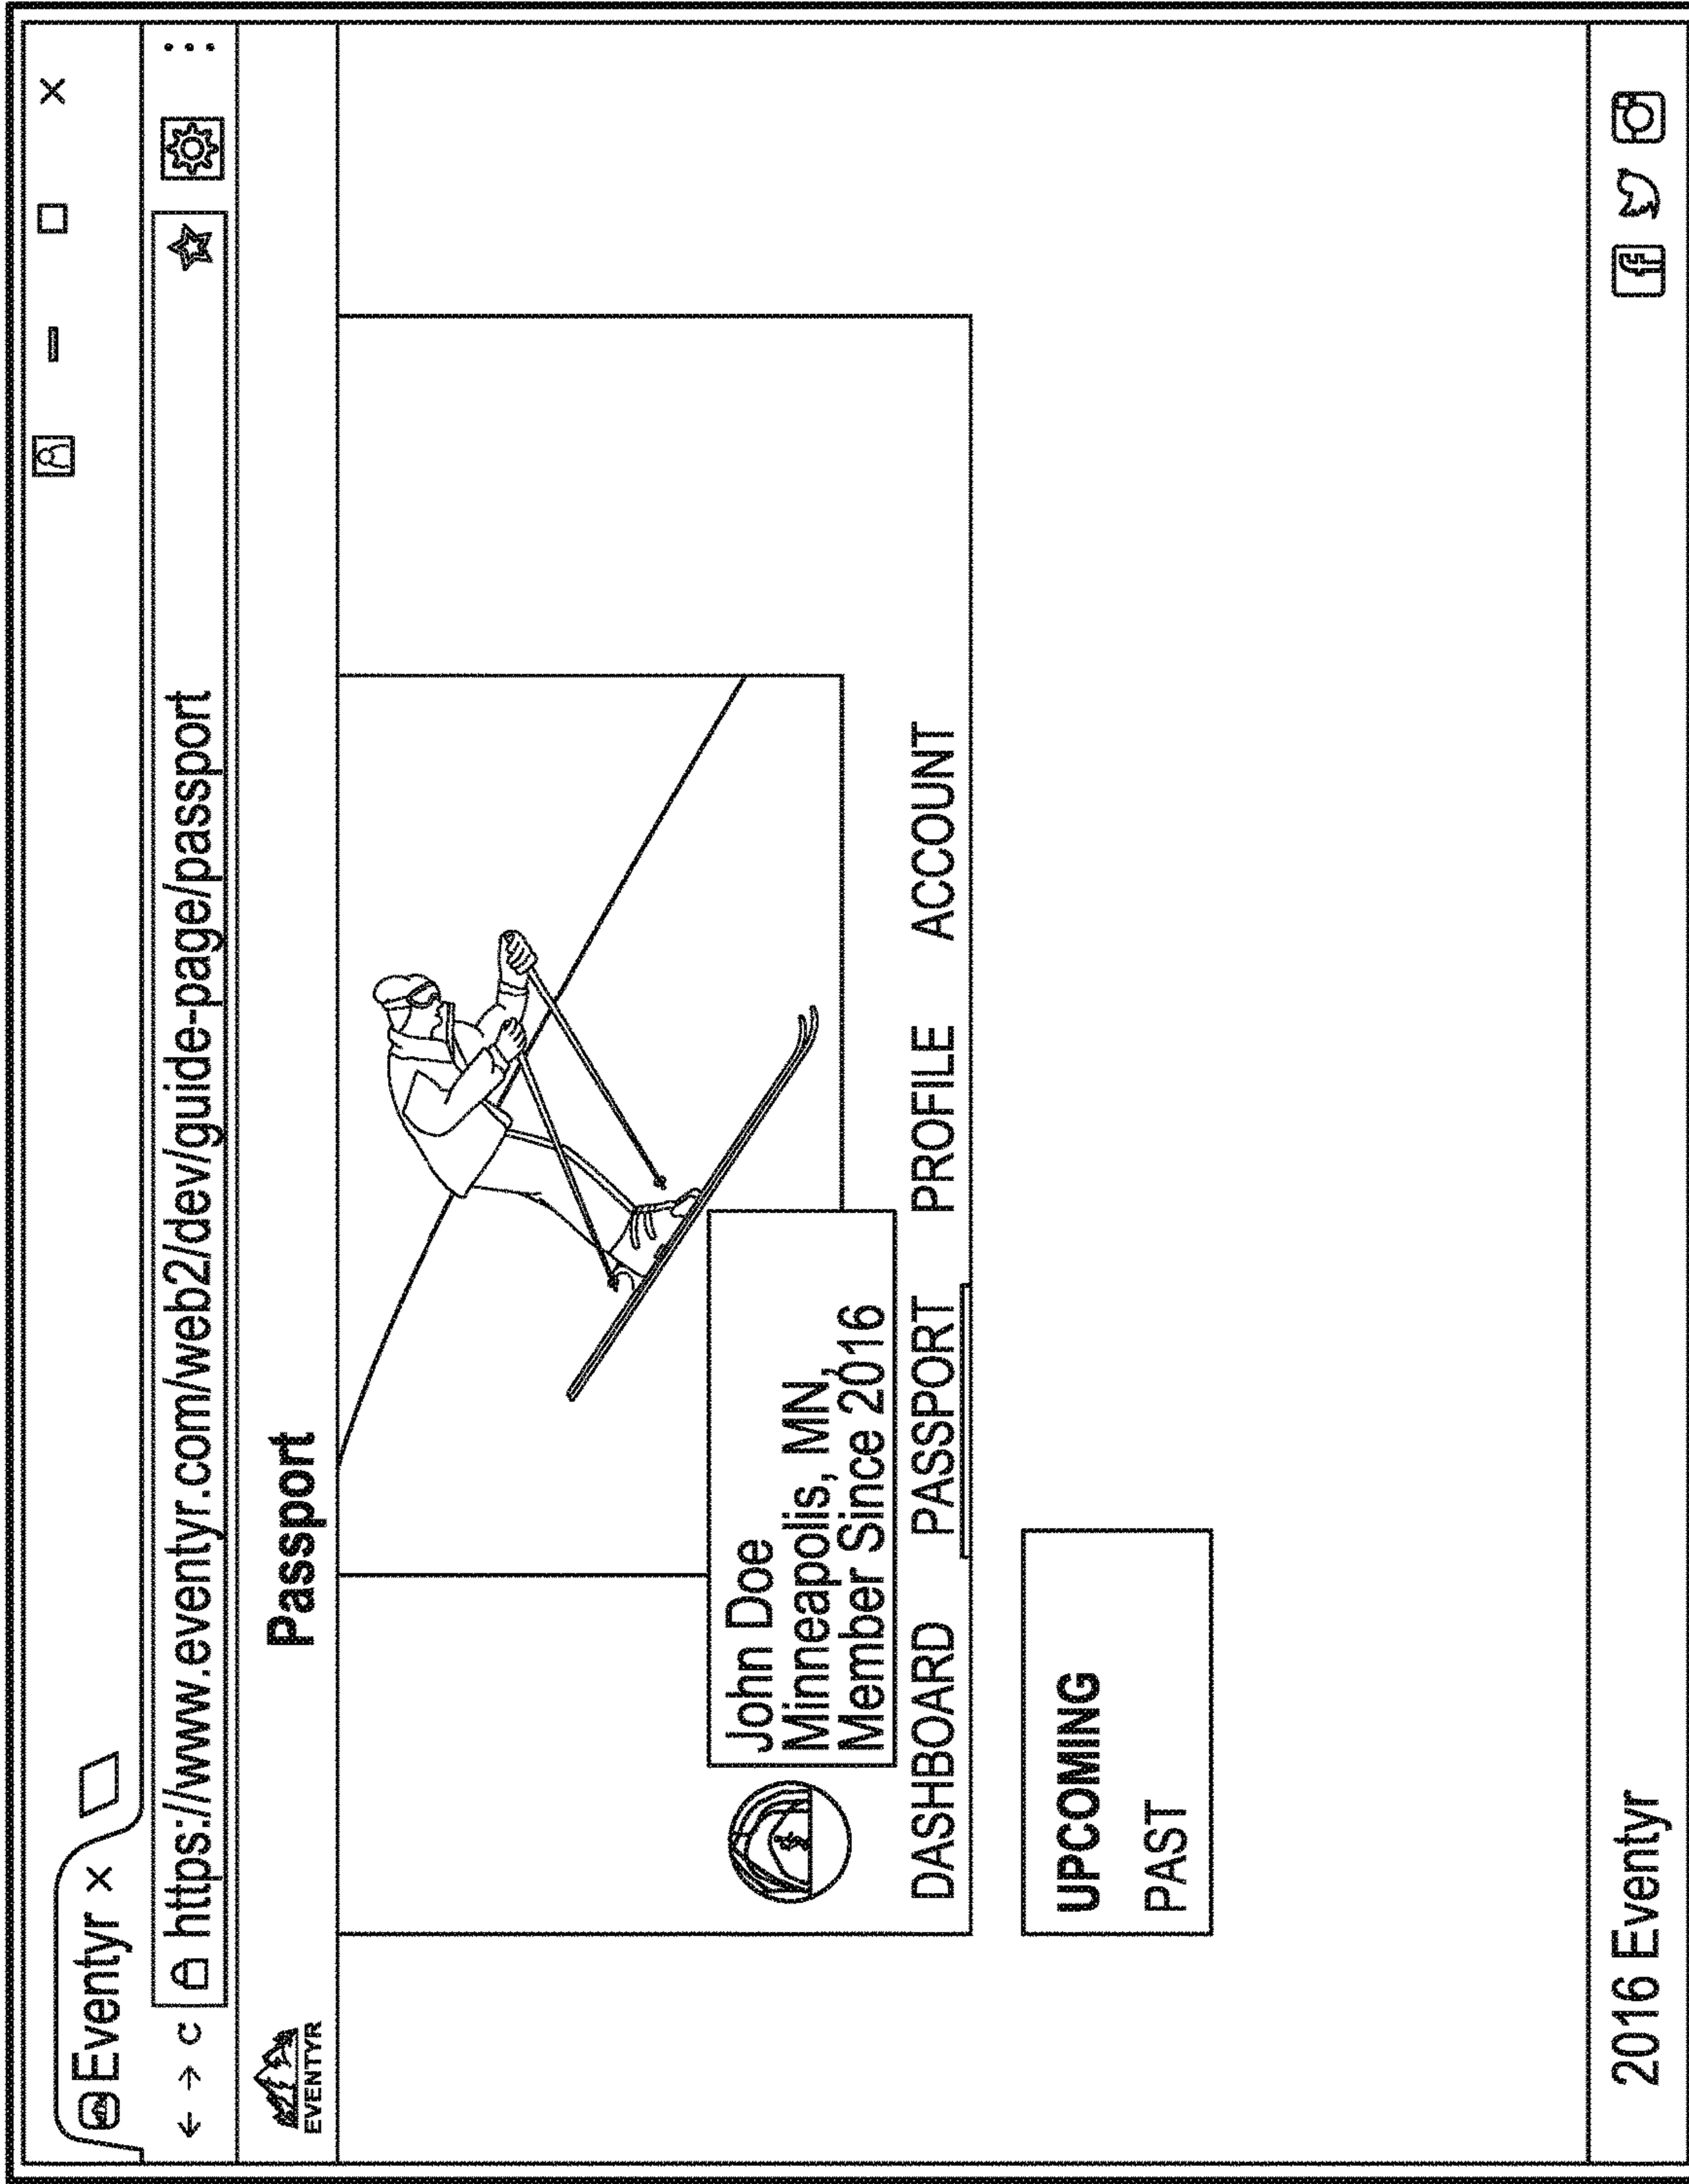 Eventyr ×
https://www.eventyr.com/web2/dev/guide-page/passport
EVENTYR
Passport
John Doe
Minneapolis, MN,
Member Since 2016
DASHBOARD PASSPORT PROFILE ACCOUNT
UPCOMING
PAST
2016 Eventyr